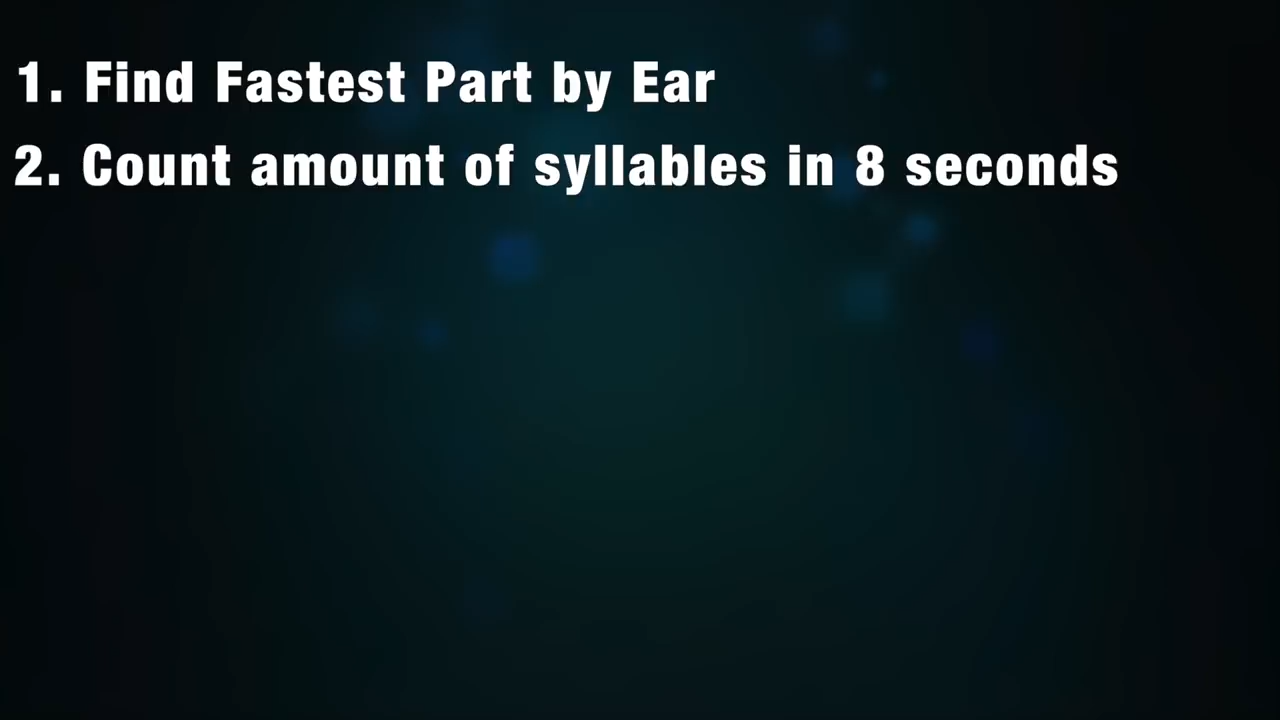 1. Find Fastest Part by Ear
2. Count amount of syllables in 8 seconds